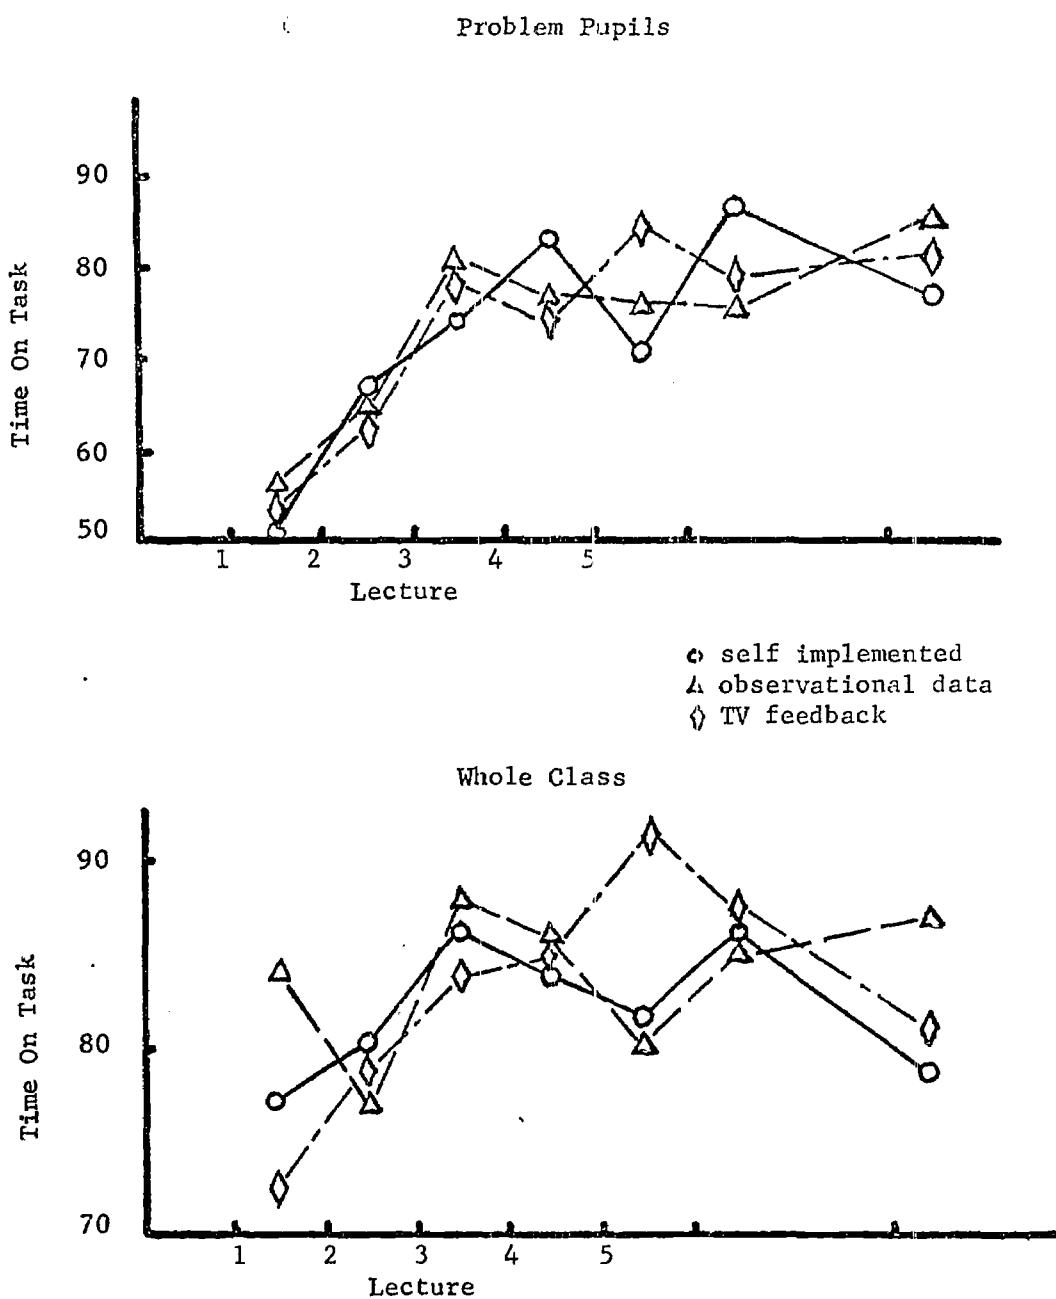 Problem Pupils
90
80
70
60
50
Time On Task
1 2 3 4 5
Lecture
self implemented
observational data
TV feedback
Whole Class
90
80
70
Time On Task
1 2 3 4 5
Lecture